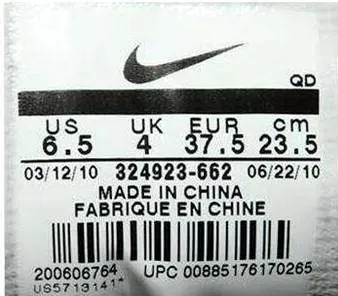 QD
US UK EUR cm
6.5 4 37.5 23.5
03/12/10 324923-662 06/22/10
MADE IN CHINA
FABRIQUE EN CHINE
200606764 UPC 00885176170265
US5713141*